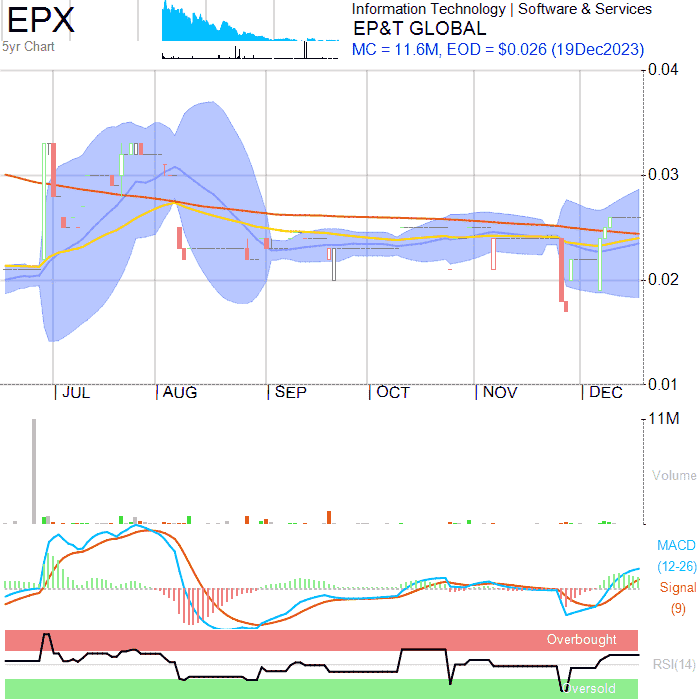 EPX
5yr Chart
Information Technology | Software & Services
EP&T GLOBAL
MC = 11.6M, EOD = $0.026 (19Dec2023)
0.04
0.03
0.02
0.01
JUL
AUG
SEP
OCT
NOV
DEC
11M
Volume
MACD
(12-26)
Signal
(9)
Overbought
RSI(14)
Oversold